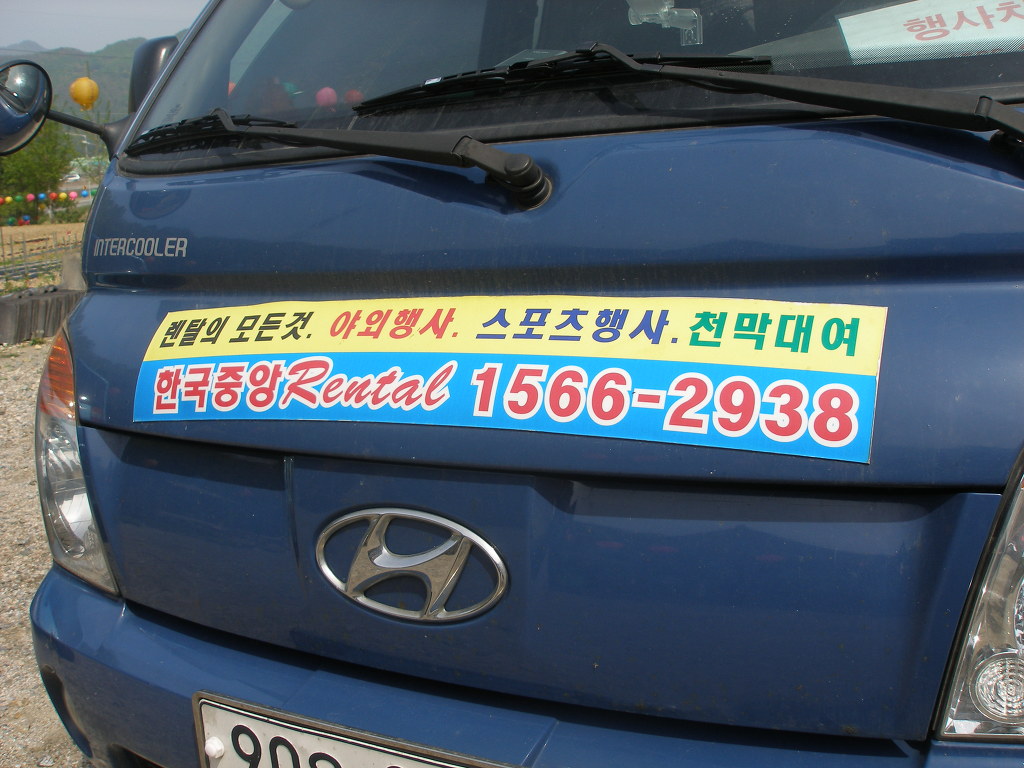 행사차
INTERCOOLER
렌탈의 모든것. 야외행사. 스포츠행사. 천막대여
한국중앙Rental 1566-2938